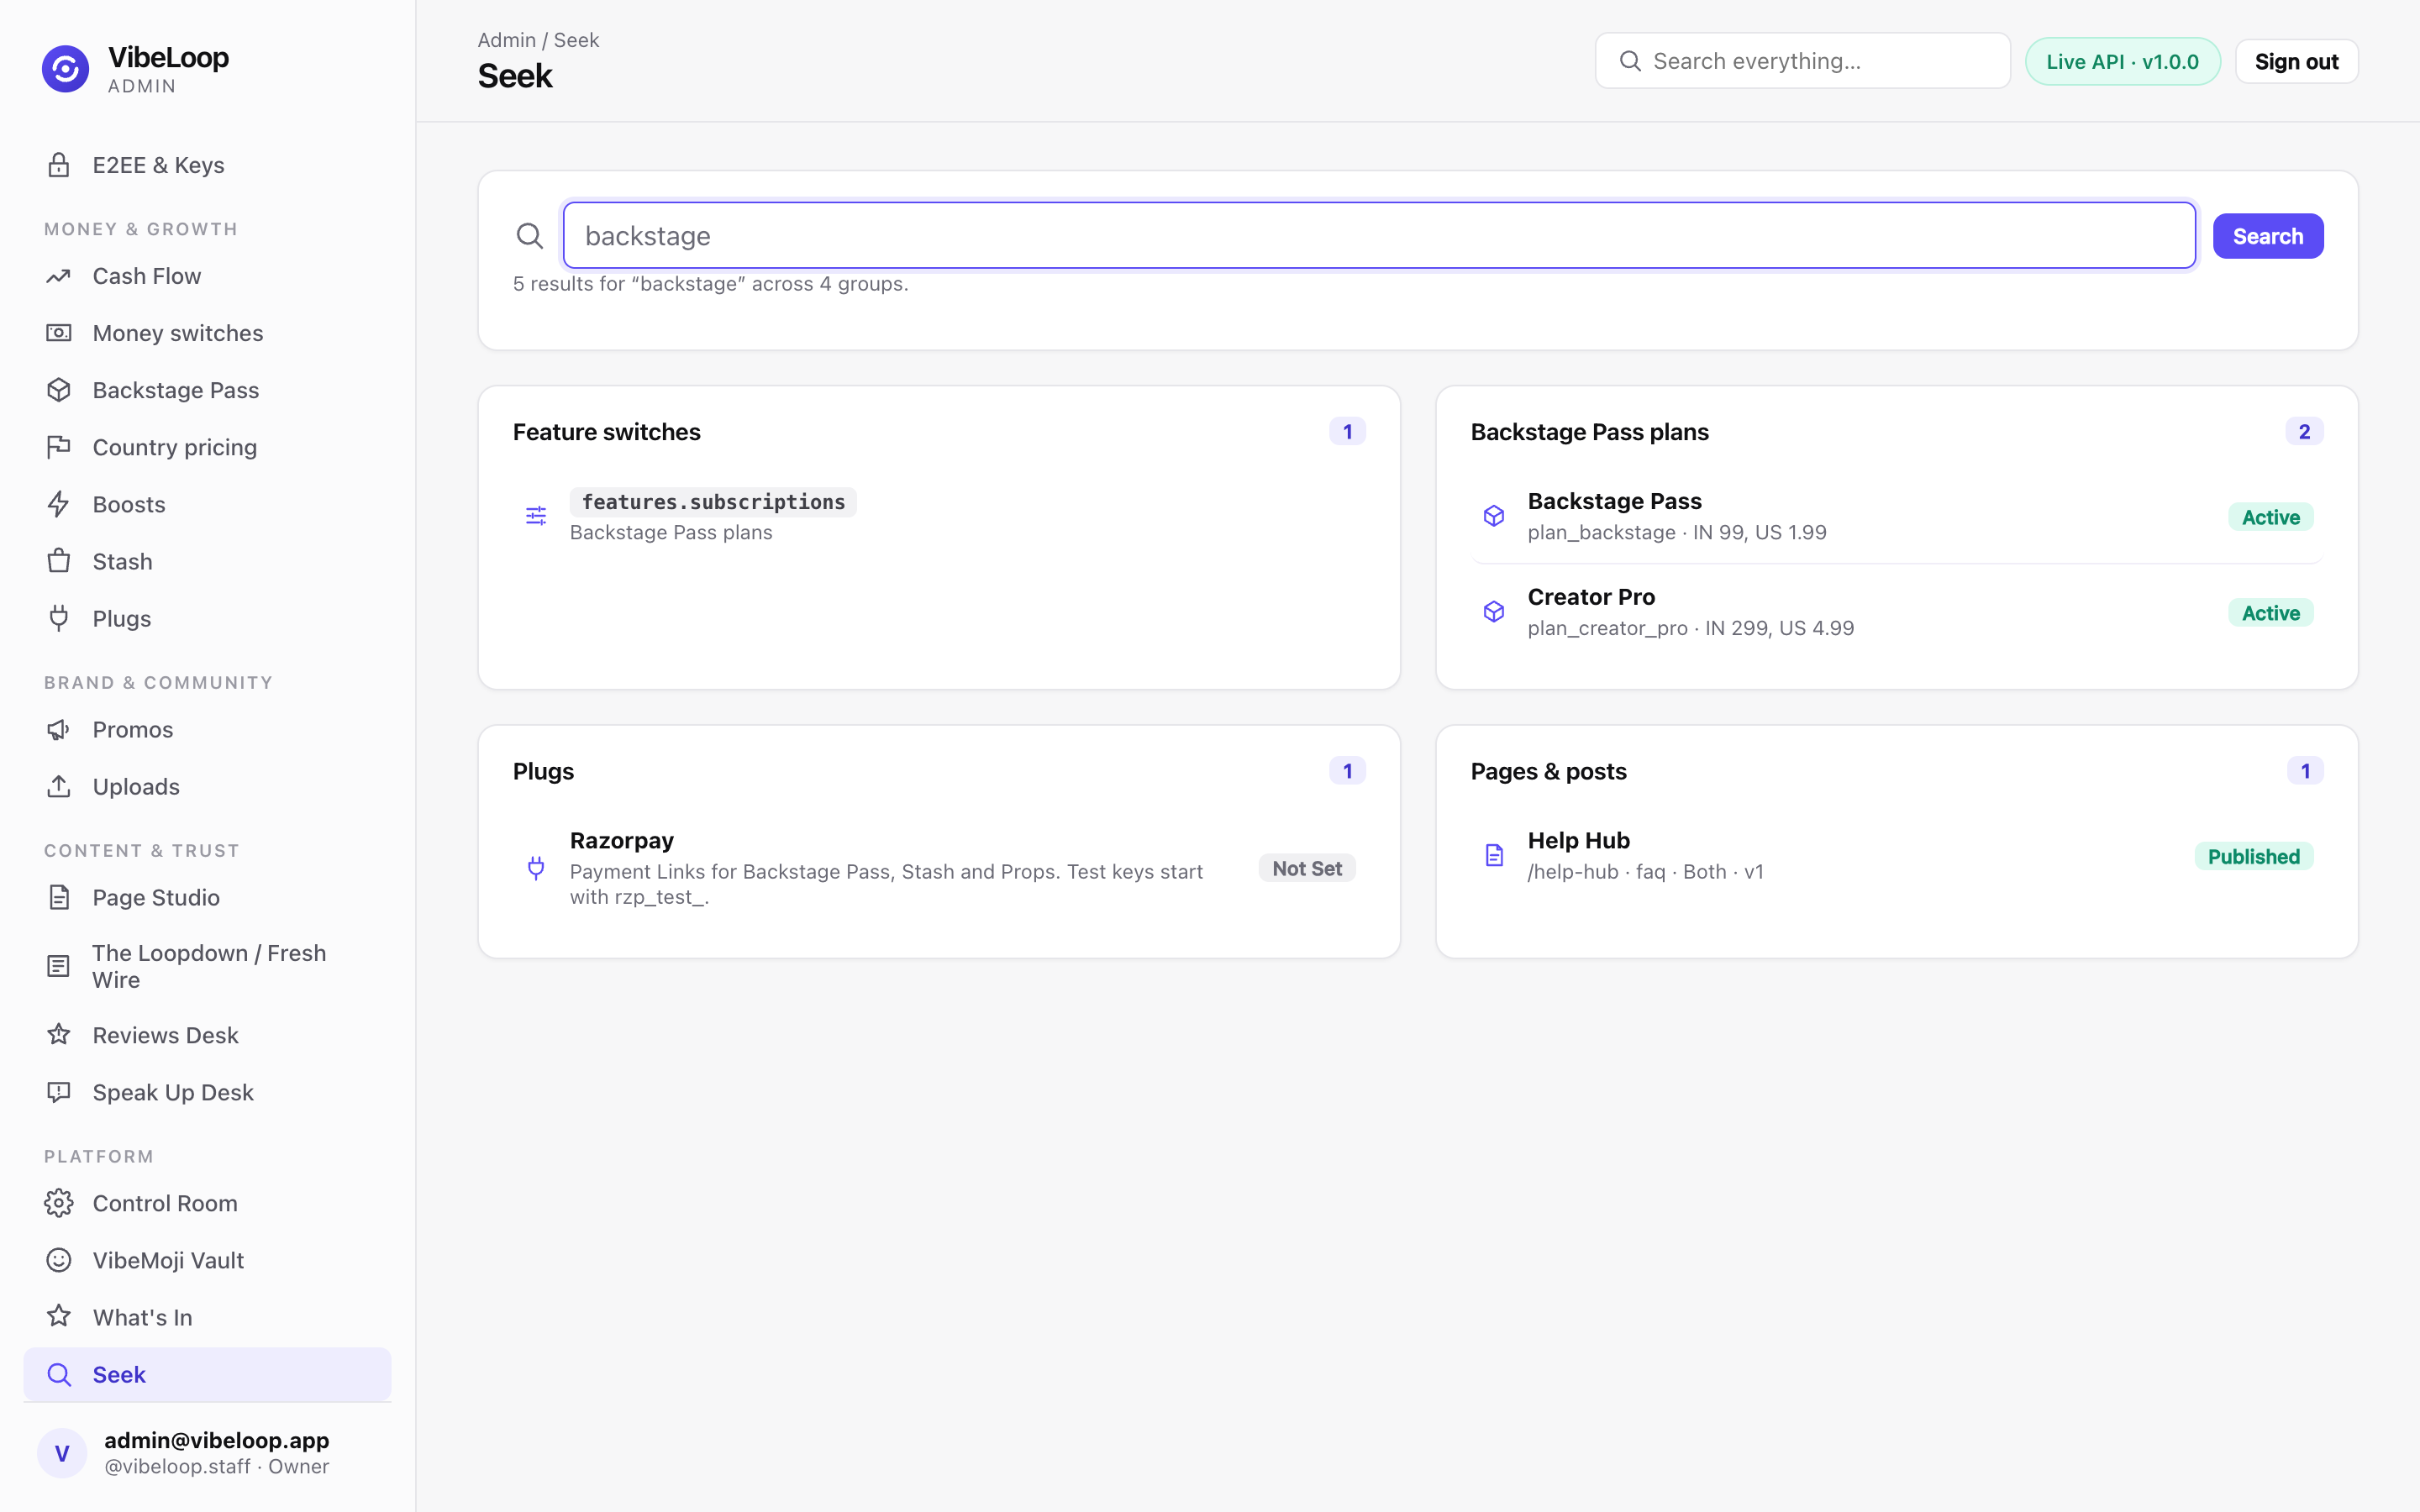 VibeLoop
ADMIN
E2EE & Keys
MONEY & GROWTH
Cash Flow
Money switches
Backstage Pass
Country pricing
Boosts
Stash
Plugs
BRAND & COMMUNITY
Promos
Uploads
CONTENT & TRUST
Page Studio
The Loopdown / Fresh
Wire
Reviews Desk
Speak Up Desk
PLATFORM
Control Room
VibeMoji Vault
What's In
Seek
V
admin@vibeloop.app
@vibeloop.staff · Owner
Admin / Seek
Seek
Search everything...
Live API · v1.0.0
Sign out
backstage
Search
5 results for “backstage” across 4 groups.
Feature switches
1
features.subscriptions
Backstage Pass plans
Backstage Pass plans
2
Backstage Pass
plan_backstage · IN 99, US 1.99
Active
Creator Pro
plan_creator_pro · IN 299, US 4.99
Active
Plugs
1
Razorpay
Payment Links for Backstage Pass, Stash and Props. Test keys start
with rzp_test_.
Not Set
Pages & posts
1
Help Hub
/help-hub · faq · Both · v1
Published